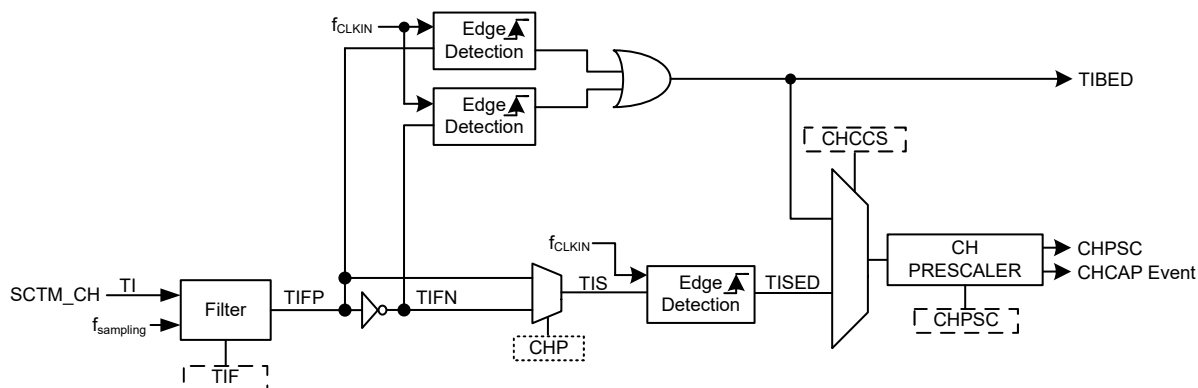 fCLKIN
Edge
Detection
TIBED
Edge
Detection
CHCCS
fCLKIN
CH
PRESCALER
CHPSC
CHCAP Event
SCTM_CH
TI
Filter
TIFP
TIFN
TIS
Edge
Detection
TISED
fsampling
CHPSC
CHP
TIF